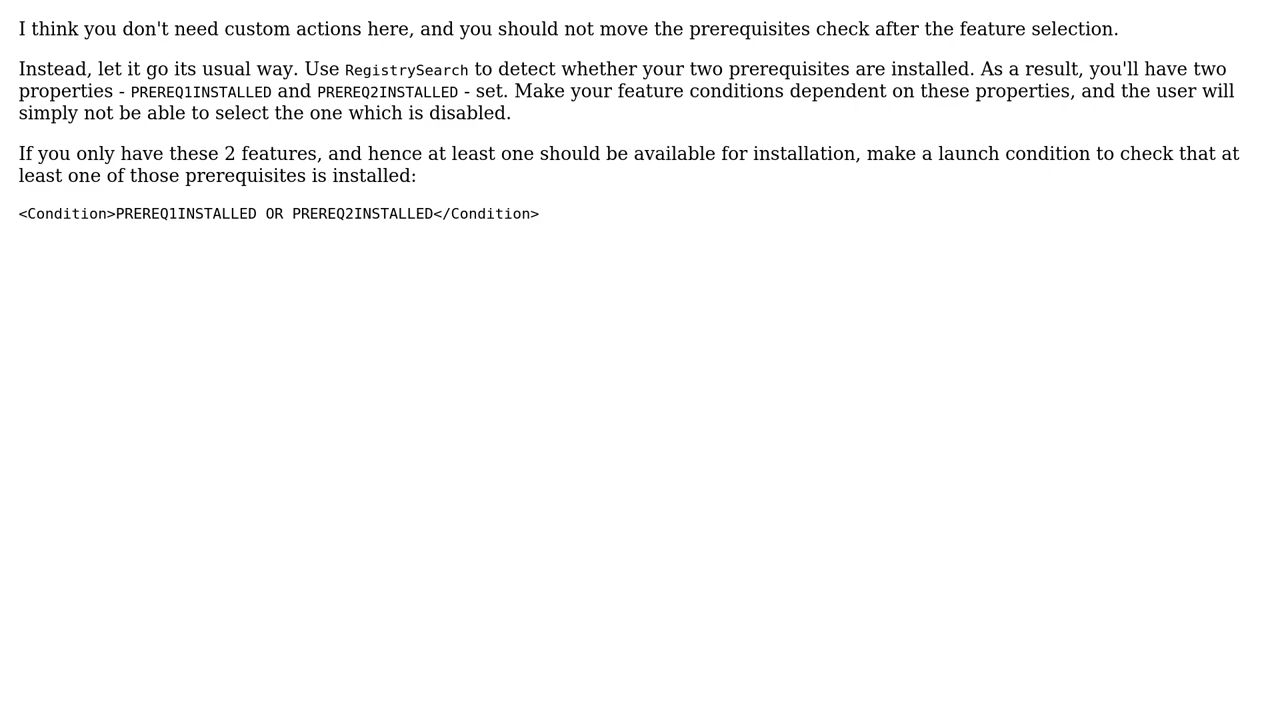 I think you don't need custom actions here, and you should not move the prerequisites check after the feature selection.
Instead, let it go its usual way. Use RegistrySearch to detect whether your two prerequisites are installed. As a result, you'll have two
properties - PREREQ1INSTALLED and PREREQ2INSTALLED - set. Make your feature conditions dependent on these properties, and the user will
simply not be able to select the one which is disabled.
If you only have these 2 features, and hence at least one should be available for installation, make a launch condition to check that at
least one of those prerequisites is installed:
<Condition>PREREQ1INSTALLED OR PREREQ2INSTALLED</Condition>